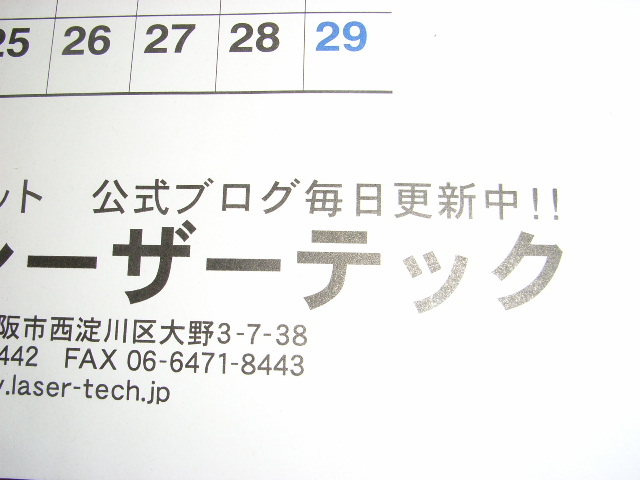 25 26 27 28 29
ット　公式ブログ毎日更新中!!
ーザーテック
阪市西淀川区大野3-7-38
442　FAX 06-6471-8443
.laser-tech.jp